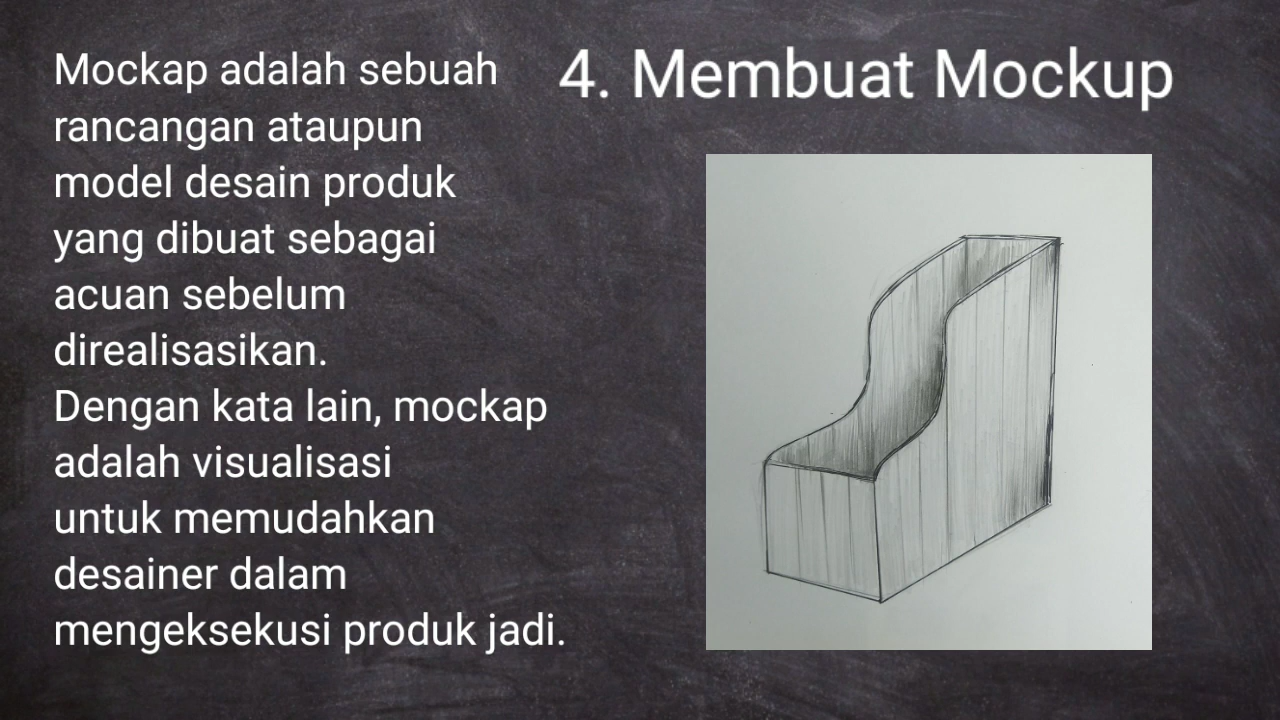 4. Membuat Mockup
Mockap adalah sebuah
rancangan ataupun
model desain produk
yang dibuat sebagai
acuan sebelum
direalisasikan.
Dengan kata lain, mockap
adalah visualisasi
untuk memudahkan
desainer dalam
mengeksekusi produk jadi.